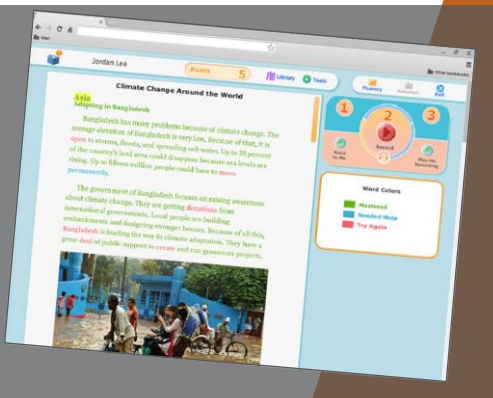 Other bookmarks
Jordan Lee
Points 5
Library
Tools
Fluency
Exit
Climate Change Around the World
Asia
Adapting in Bangladesh
Bangladesh has many problems because of climate change. The
average elevation of Bangladesh is very low. Because of that, it is
open to storms, floods, and spreading salt water. Up to 20 percent
of the country's land area could disappear because sea levels are
rising. Up to fifteen million people could have to move
permanently.
The government of Bangladesh focuses on raising awareness
about climate change. They are getting donations from
international governments. Local people are building
embankments and designing stronger houses. Because of all this,
Bangladesh is leading the way in climate adaptation. They have a
great deal of public support to create and run grassroots projects.
1
2
3
Read to Me
Record
Play My Recording
Word Colors
Mastered
Needed Help
Try Again